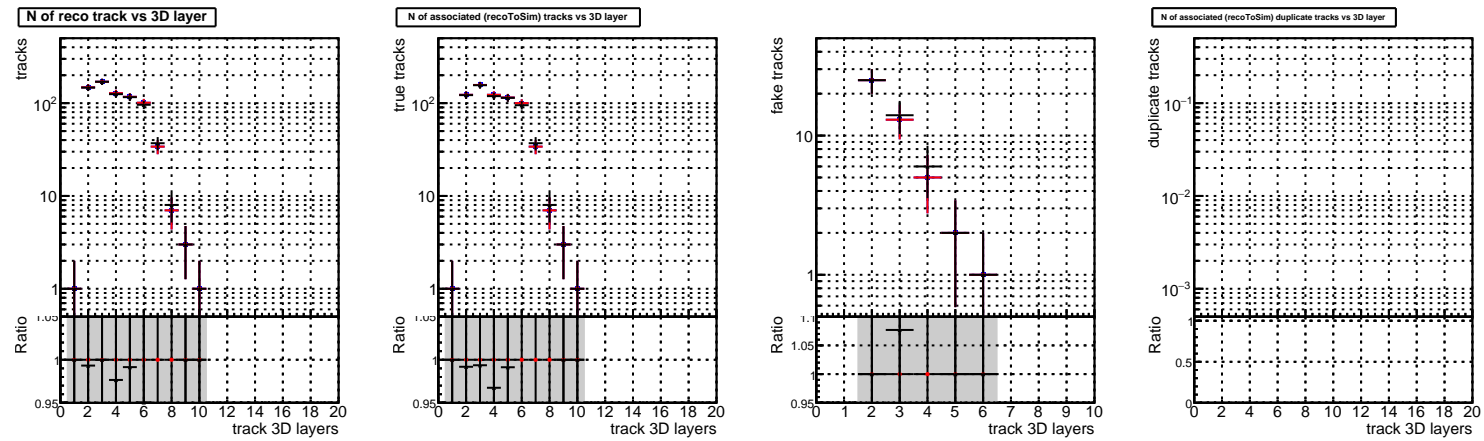 N of reco track vs 3D layer
tracks
10²
10
1
1.05
Ratio
1
0.95
0 2 4 6 8 10 12 14 16 18 20
track 3D layers
N of associated (recoToSim) tracks vs 3D layer
true tracks
10²
10
1
1.05
Ratio
1
0.95
0 2 4 6 8 10 12 14 16 18 20
track 3D layers
fake tracks
10
1
1.1
Ratio
1.05
1
0.95
0 1 2 3 4 5 6 7 8 9 10
track 3D layers
N of associated (recoToSim) duplicate tracks vs 3D layer
duplicate tracks
10⁻¹
10⁻²
10⁻³
Ratio
1
0.5
0
0 2 4 6 8 10 12 14 16 18 20
track 3D layers